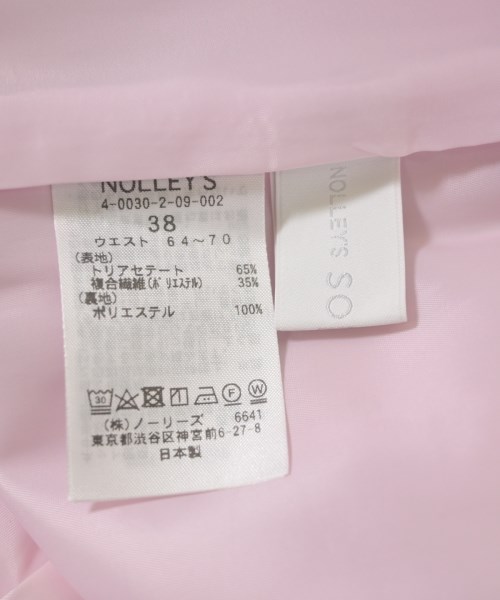 NOLLEY'S
4-0030-2-09-002
38
ウエスト 64～70
(表地)
トリアセテート 65%
複合繊維(ﾎﾟﾘｴｽﾃﾙ) 35%
(裏地)
ポリエステル 100%
30
F W
(株)ノーリーズ 6641
東京都渋谷区神宮前6-27-8
日本製
NOLLEY'S SO